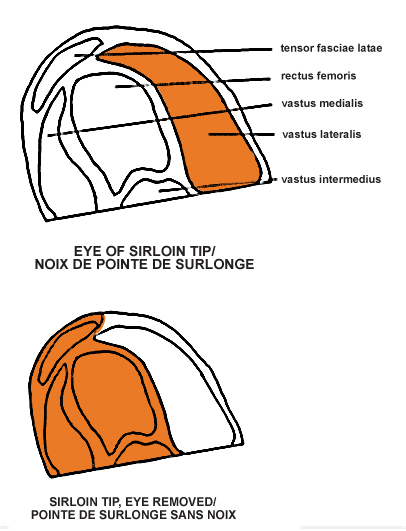 tensor fasciae latae
rectus femoris
vastus medialis
vastus lateralis
vastus intermedius
EYE OF SIRLOIN TIP/
NOIX DE POINTE DE SURLONGE
SIRLOIN TIP, EYE REMOVED/
POINTE DE SURLONGE SANS NOIX